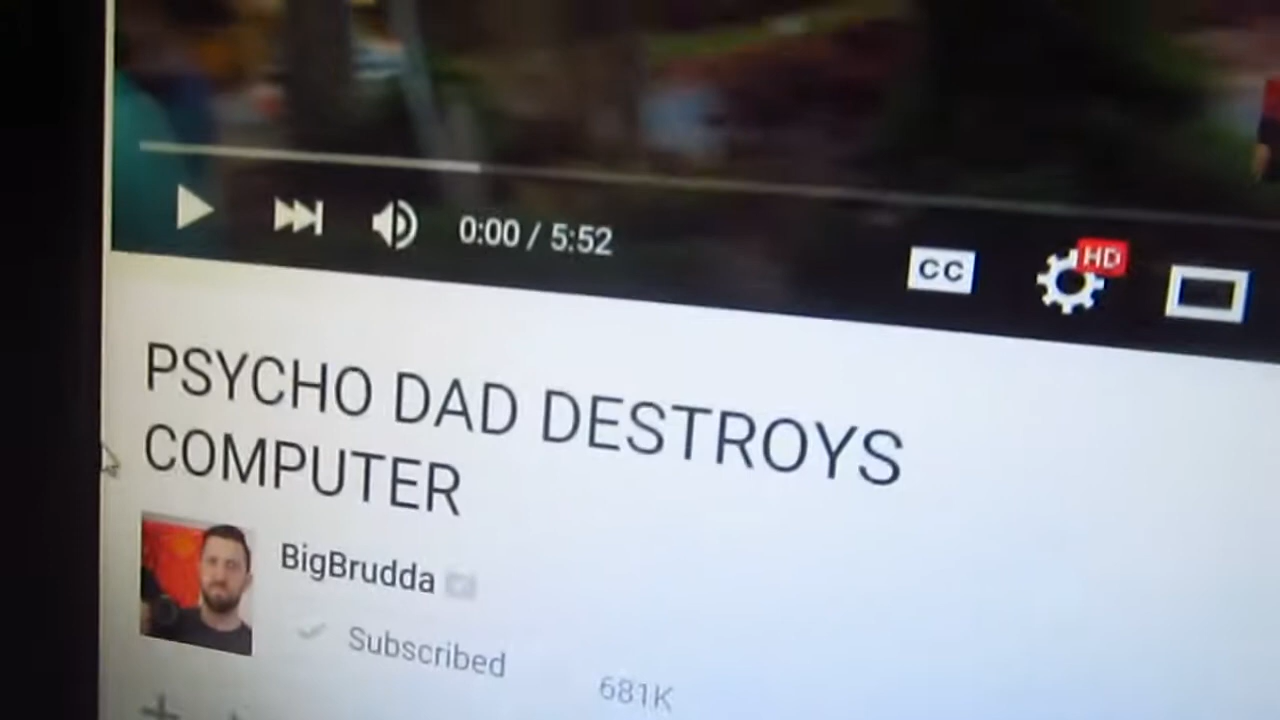 0:00 / 5:52
CC
HD
PSYCHO DAD DESTROYS
COMPUTER
BigBrudda
Subscribed
681K